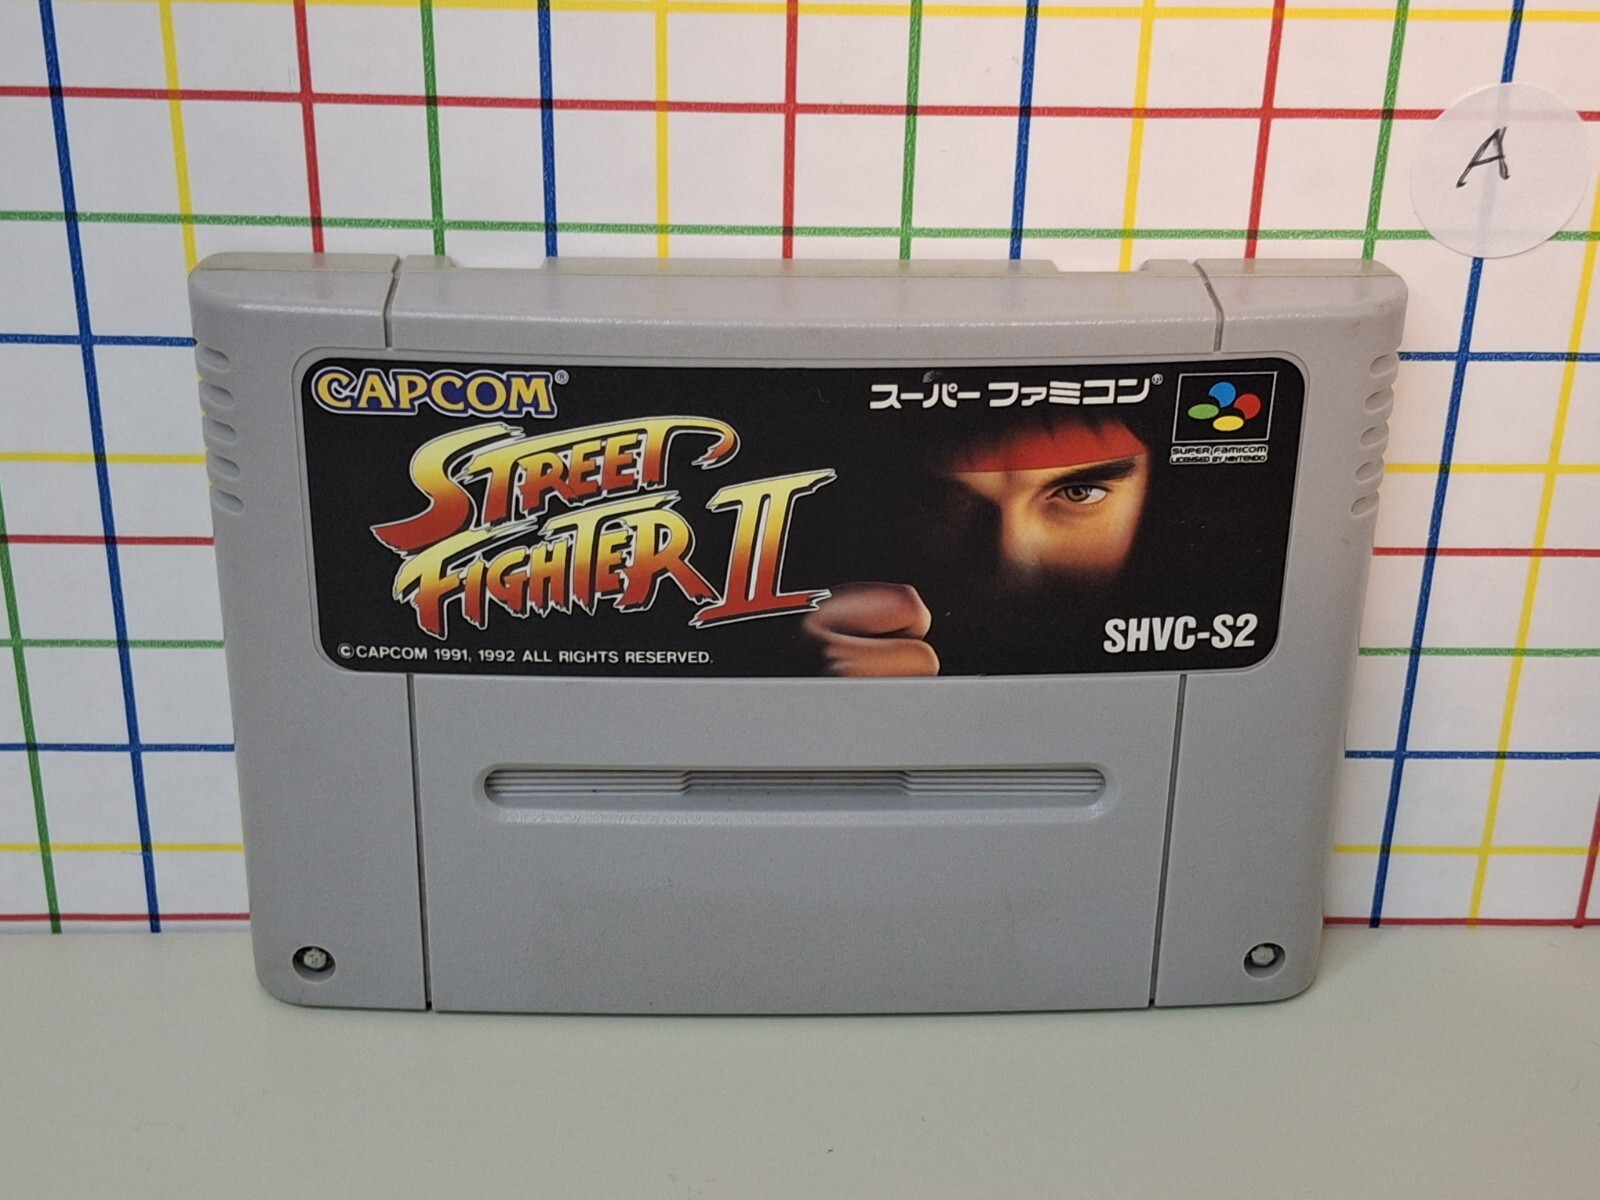 A
CAPCOM®
スーパーファミコン®
SUPER FAMICOM
LICENSED BY NINTENDO
STREET
FIGHTER II
SHVC-S2
©CAPCOM 1991, 1992 ALL RIGHTS RESERVED.